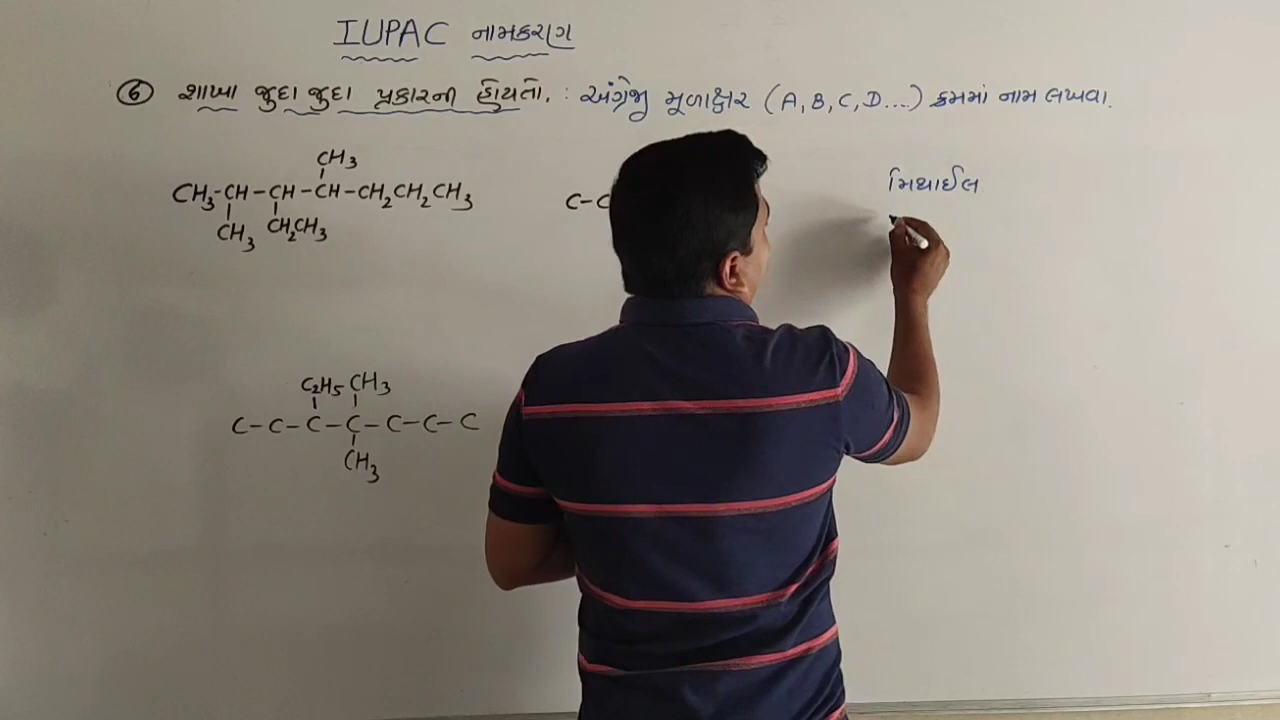 IUPAC નામકરણ
⑥ શાખા જુદા જુદા પ્રકારની હોયતો. : અંગ્રેજી મૂળાક્ષર (A, B, C, D....) ક્રમમાં નામ લખવા.
CH₃
CH₃-CH-CH-CH-CH₂CH₂CH₃ C-C
CH₃ CH₂CH₃
મિથાઈલ
C₂H₅ CH₃
C-C-C-C-C-C-C
CH₃